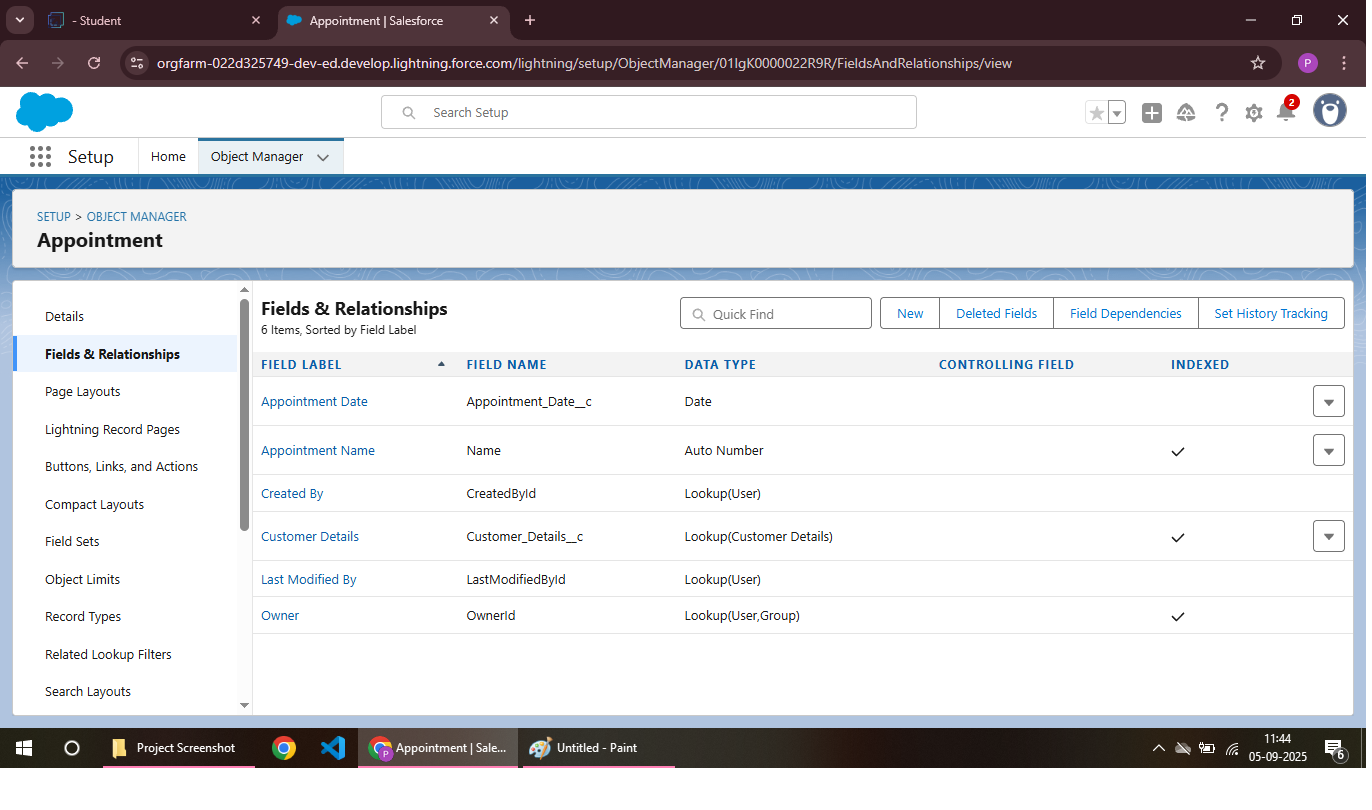 - Student
Appointment | Salesforce
orgfarm-022d325749-dev-ed.develop.lightning.force.com/lightning/setup/ObjectManager/01IgK0000022R9R/FieldsAndRelationships/view
P
Search Setup
2
Setup
Home
Object Manager
SETUP > OBJECT MANAGER
Appointment
Details
Fields & Relationships
Page Layouts
Lightning Record Pages
Buttons, Links, and Actions
Compact Layouts
Field Sets
Object Limits
Record Types
Related Lookup Filters
Search Layouts
Fields & Relationships
6 Items, Sorted by Field Label
Quick Find
New
Deleted Fields
Field Dependencies
Set History Tracking
FIELD LABEL FIELD NAME DATA TYPE CONTROLLING FIELD INDEXED
Appointment Date Appointment_Date__c Date
Appointment Name Name Auto Number
Created By CreatedById Lookup(User)
Customer Details Customer_Details__c Lookup(Customer Details)
Last Modified By LastModifiedById Lookup(User)
Owner OwnerId Lookup(User,Group)
Project Screenshot
P
Appointment | Sale...
Untitled - Paint
11:44
05-09-2025
6